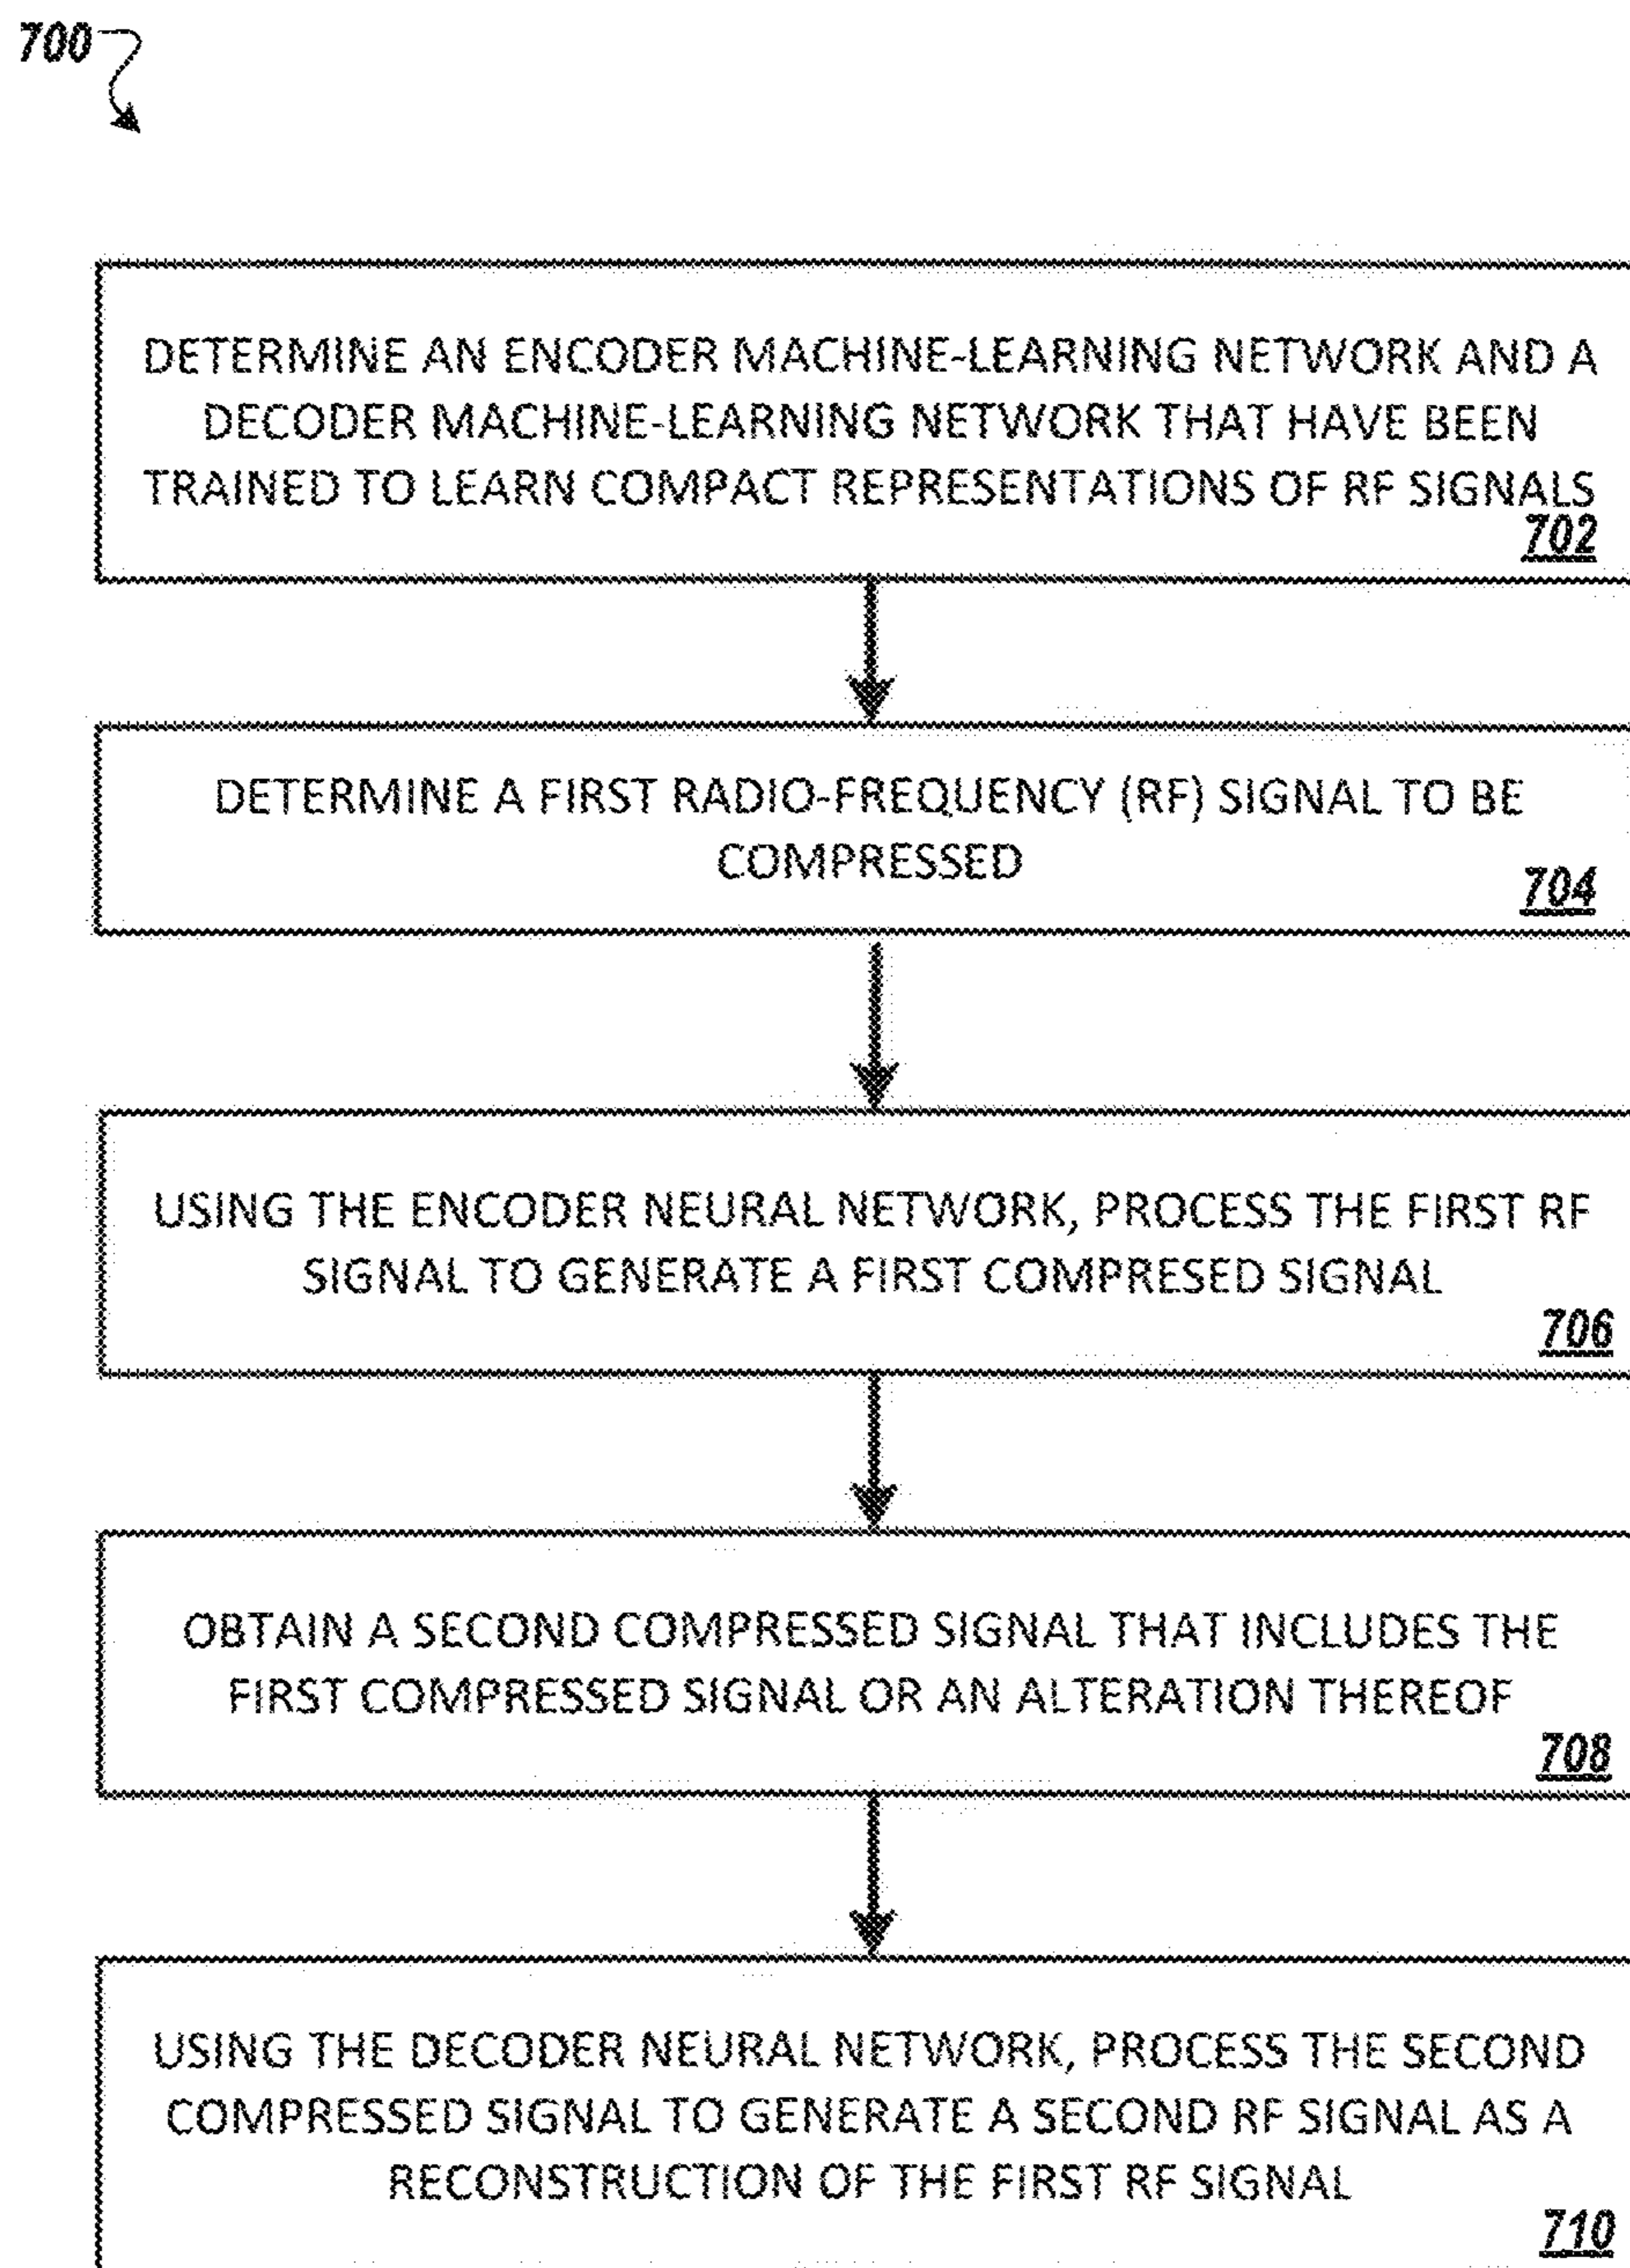 700
DETERMINE AN ENCODER MACHINE-LEARNING NETWORK AND A
DECODER MACHINE-LEARNING NETWORK THAT HAVE BEEN
TRAINED TO LEARN COMPACT REPRESENTATIONS OF RF SIGNALS
702
DETERMINE A FIRST RADIO-FREQUENCY (RF) SIGNAL TO BE
COMPRESSED
704
USING THE ENCODER NEURAL NETWORK, PROCESS THE FIRST RF
SIGNAL TO GENERATE A FIRST COMPRESED SIGNAL
706
OBTAIN A SECOND COMPRESSED SIGNAL THAT INCLUDES THE
FIRST COMPRESSED SIGNAL OR AN ALTERATION THEREOF
708
USING THE DECODER NEURAL NETWORK, PROCESS THE SECOND
COMPRESSED SIGNAL TO GENERATE A SECOND RF SIGNAL AS A
RECONSTRUCTION OF THE FIRST RF SIGNAL
710